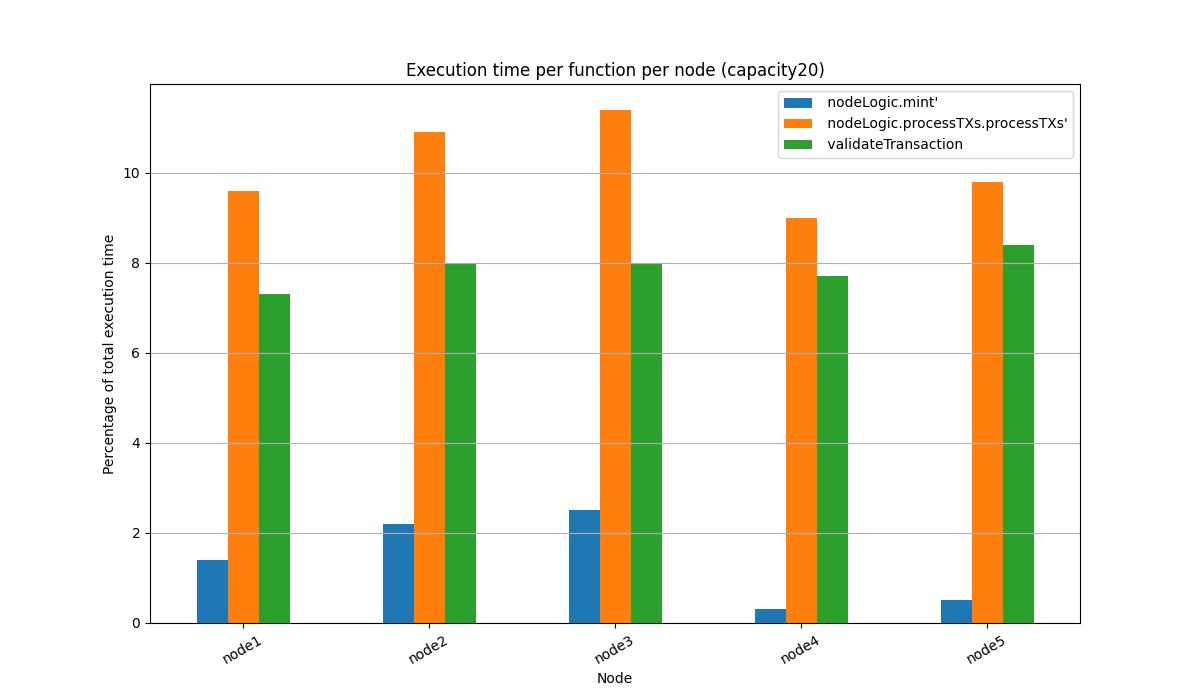 Execution time per function per node (capacity20)
nodeLogic.mint'
nodeLogic.processTXs.processTXs'
validateTransaction
Percentage of total execution time
10
8
6
4
2
0
node1
node2
node3
node4
node5
Node